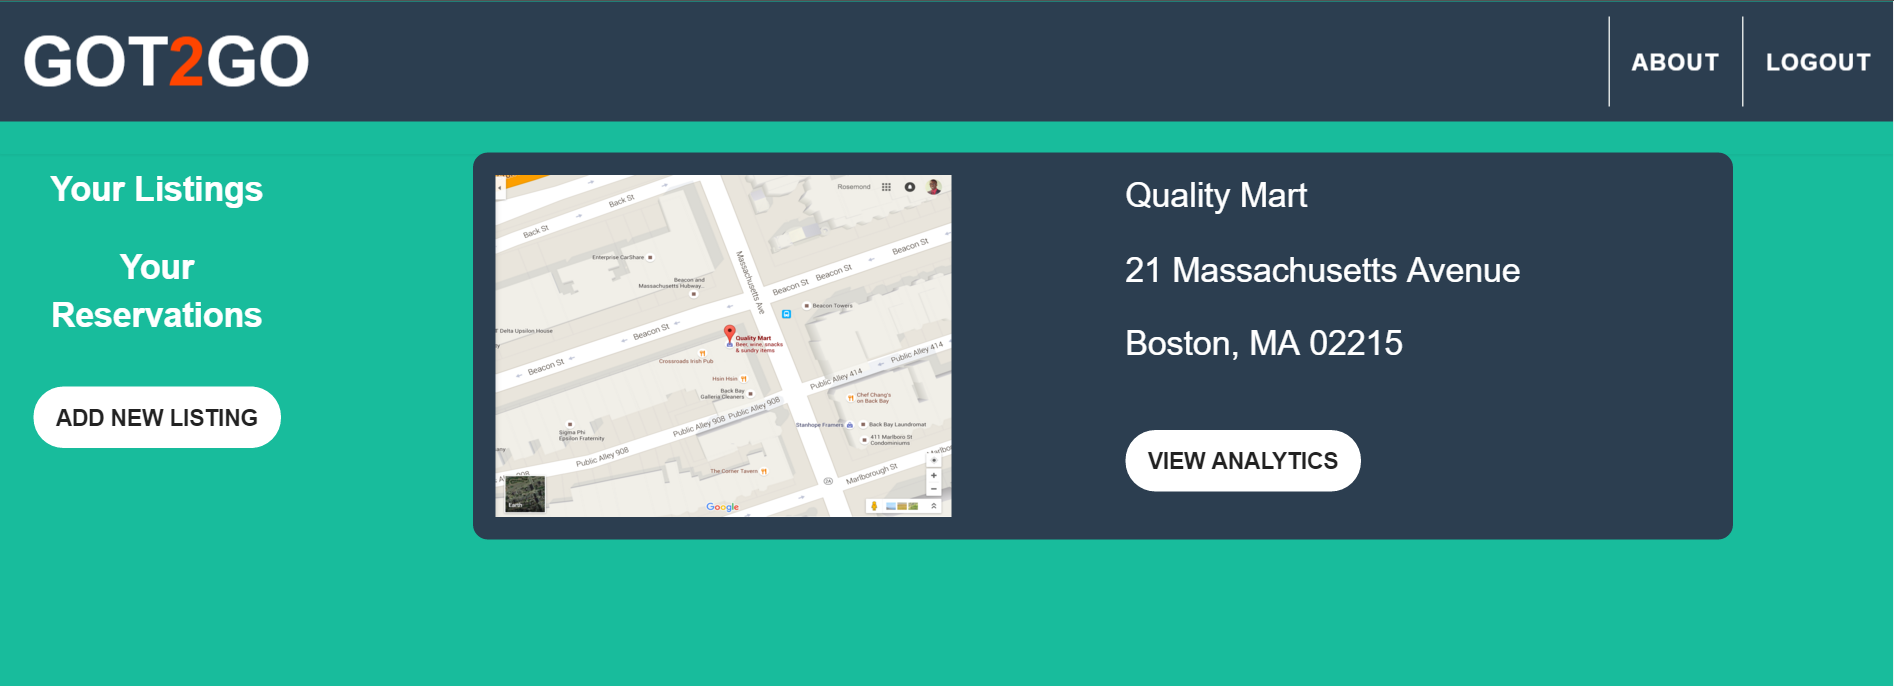 GOT2GO
ABOUT
LOGOUT
Your Listings
Your
Reservations
ADD NEW LISTING
Rosemond
Back St
Back St
Enterprise CarShare
Massachusetts Ave
Beacon St
Beacon St
Beacon St
Beacon and
Massachusetts Hubway..
Beacon Towers
Delta Upsilon House
Beacon St
Beacon St
Quality Mart
Beer, wine, snacks
& sundry items
Crossroads Irish Pub
Public Alley 414
Public Alley 414
Hsin Hsin
Back Bay
Galleria Cleaners
Chef Chang's
on Back Bay
Public Alley 908
Public Alley 908
Stanhope Framers
Back Bay Laundromat
411 Marlboro St
Condominiums
Sigma Phi
Epsilon Fraternity
Public Alley 908
The Corner Tavern
Marlborough St
Earth
Google
Quality Mart
21 Massachusetts Avenue
Boston, MA 02215
VIEW ANALYTICS